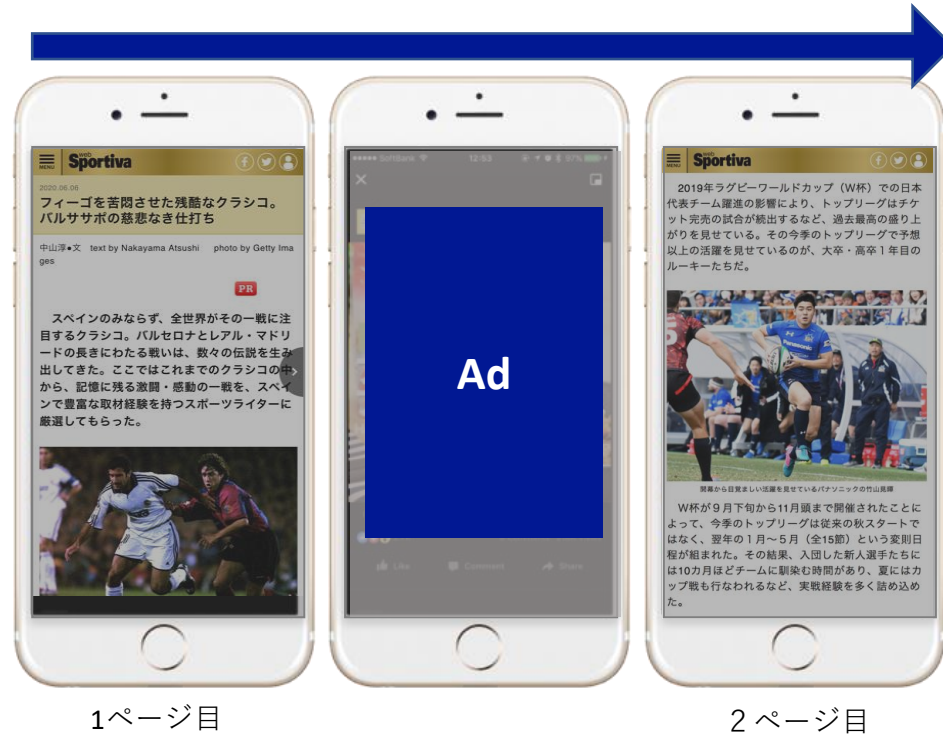 MENU
web
Sportiva
2020.06.06
フィーゴを苦悶させた残酷なクラシコ。
バルササポの慈悲なき仕打ち
中山淳●文　text by Nakayama Atsushi　photo by Getty Ima
ges
PR
スペインのみならず、全世界がその一戦に注
目するクラシコ。バルセロナとレアル・マドリ
ードの長きにわたる戦いは、数々の伝説を生み
出してきた。ここではこれまでのクラシコの中
から、記憶に残る激闘・感動の一戦を、スペイ
ンで豊富な取材経験を持つスポーツライターに
厳選してもらった。
1ページ目
SoftBank
12:53
57%
Ad
Like
Comment
Share
MENU
web
Sportiva
2019年ラグビーワールドカップ（W杯）での日本
代表チーム躍進の影響により、トップリーグはチケ
ット完売の試合が続出するなど、過去最高の盛り上
がりを見せている。その今季のトップリーグで予想
以上の活躍を見せているのが、大卒・高卒１年目の
ルーキーたちだ。
Panasonic
開幕から目覚ましい活躍を見せているパナソニックの竹山晃暉
W杯が９月下旬から11月頭まで開催されたことに
よって、今季のトップリーグは従来の秋スタートで
はなく、翌年の１月～５月（全15節）という変則日
程が組まれた。その結果、入団した新人選手たちに
は10カ月ほどチームに馴染む時間があり、夏にはカ
ップ戦も行なわれるなど、実戦経験を多く詰め込め
た。
２ページ目